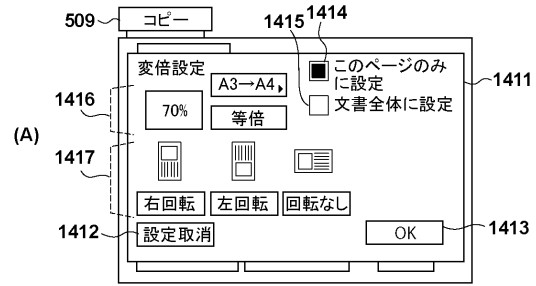 509
コピー
1415
1414
変倍設定
このページのみ
に設定
1411
A3→A4
文書全体に設定
1416
70%
等倍
(A)
1417
右回転
左回転
回転なし
1412
設定取消
OK
1413